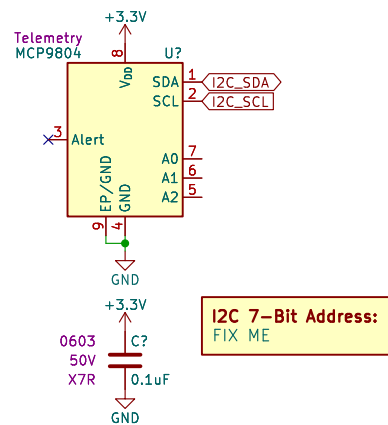 +3.3V
Telemetry
MCP9804
U?
8
VDD
SDA 1 I2C_SDA
SCL 2 I2C_SCL
3 Alert
A0 7
A1 6
A2 5
EP/GND
GND
9 4
GND
+3.3V
0603 C?
50V
X7R 0.1uF
GND
I2C 7-Bit Address:
FIX ME